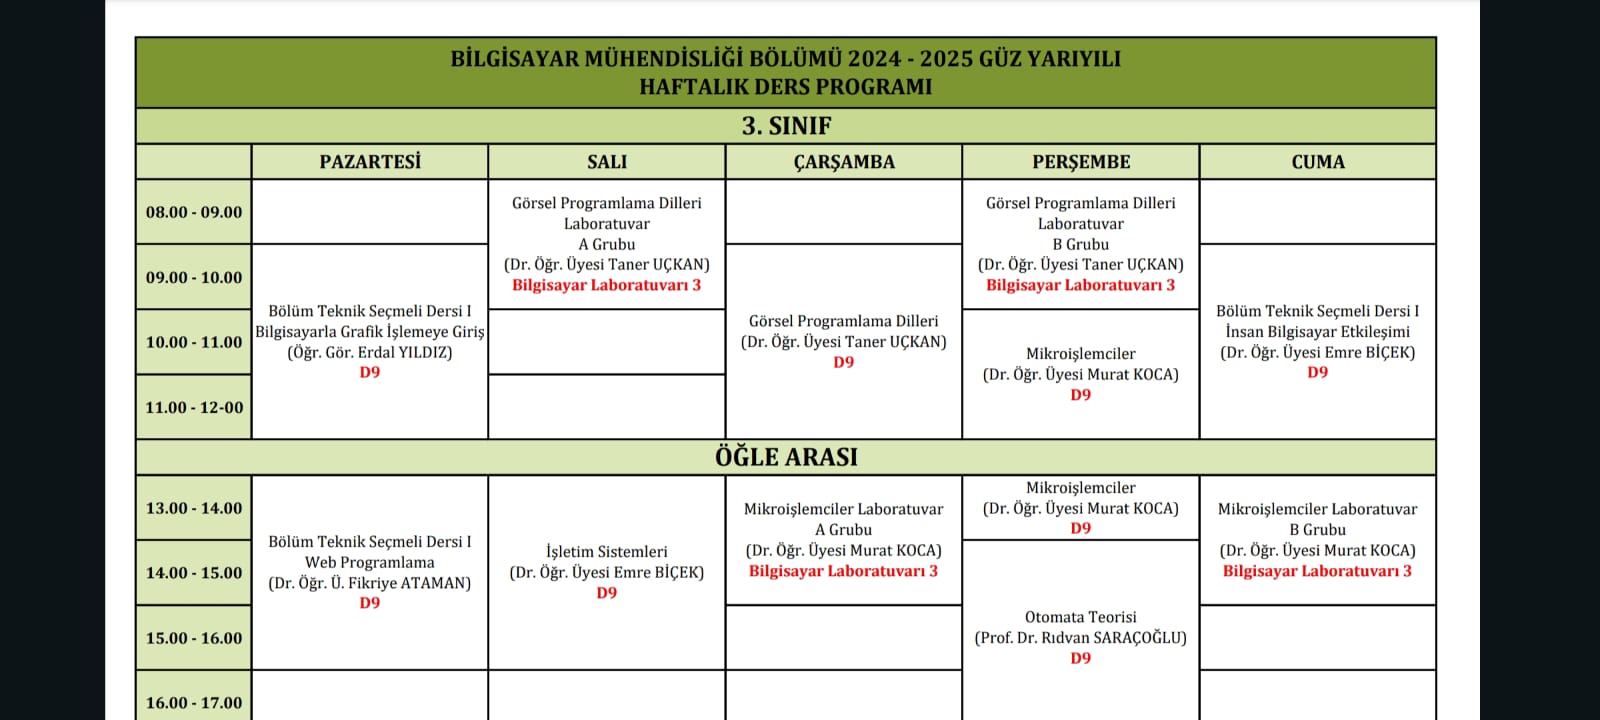 BİLGİSAYAR MÜHENDİSLİĞİ BÖLÜMÜ 2024 - 2025 GÜZ YARIYILI
HAFTALIK DERS PROGRAMI
3. SINIF
PAZARTESİ
SALI
ÇARŞAMBA
PERŞEMBE
CUMA
08.00 - 09.00
Görsel Programlama Dilleri
Laboratuvar
A Grubu
(Dr. Öğr. Üyesi Taner UÇKAN)
Bilgisayar Laboratuvarı 3
Görsel Programlama Dilleri
Laboratuvar
B Grubu
(Dr. Öğr. Üyesi Taner UÇKAN)
Bilgisayar Laboratuvarı 3
09.00 - 10.00
Bölüm Teknik Seçmeli Dersi I
Bilgisayarla Grafik İşlemeye Giriş
(Öğr. Gör. Erdal YILDIZ)
D9
Görsel Programlama Dilleri
(Dr. Öğr. Üyesi Taner UÇKAN)
D9
Bölüm Teknik Seçmeli Dersi I
İnsan Bilgisayar Etkileşimi
(Dr. Öğr. Üyesi Emre BİÇEK)
D9
10.00 - 11.00
Mikroişlemciler
(Dr. Öğr. Üyesi Murat KOCA)
D9
11.00 - 12-00
ÖĞLE ARASI
13.00 - 14.00
Bölüm Teknik Seçmeli Dersi I
Web Programlama
(Dr. Öğr. Ü. Fikriye ATAMAN)
D9
İşletim Sistemleri
(Dr. Öğr. Üyesi Emre BİÇEK)
D9
Mikroişlemciler Laboratuvar
A Grubu
(Dr. Öğr. Üyesi Murat KOCA)
Bilgisayar Laboratuvarı 3
Mikroişlemciler
(Dr. Öğr. Üyesi Murat KOCA)
D9
Mikroişlemciler Laboratuvar
B Grubu
(Dr. Öğr. Üyesi Murat KOCA)
Bilgisayar Laboratuvarı 3
14.00 - 15.00
Otomata Teorisi
(Prof. Dr. Rıdvan SARAÇOĞLU)
D9
15.00 - 16.00
16.00 - 17.00